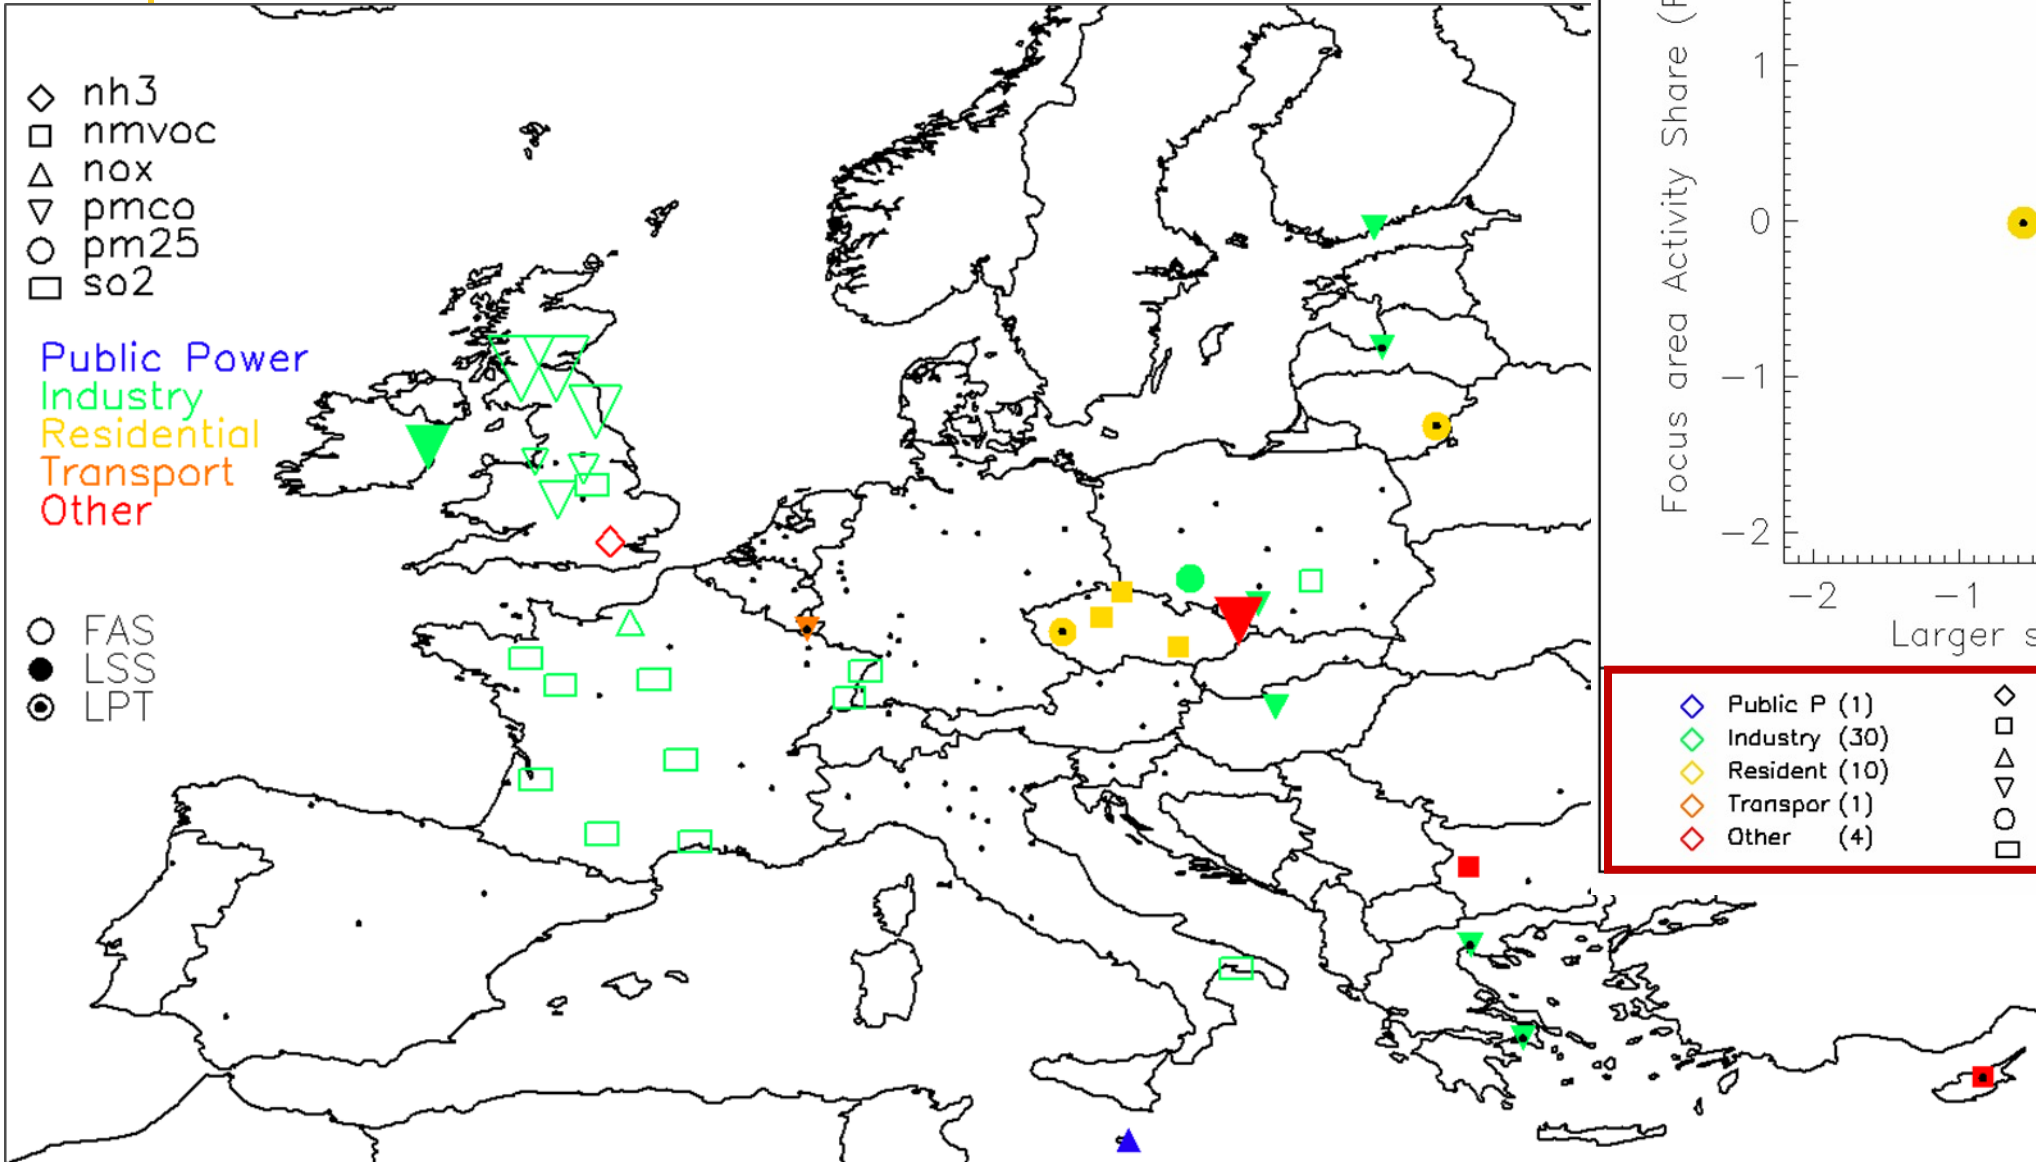 nh3
nmvoc
nox
pmco
pm25
so2
Public Power
Industry
Residential
Transport
Other
FAS
LSS
LPT
Focus area Activity Share (F
1
0
−1
−2
−2
−1
Larger s
Public P (1)
Industry (30)
Resident (10)
Transpor (1)
Other (4)